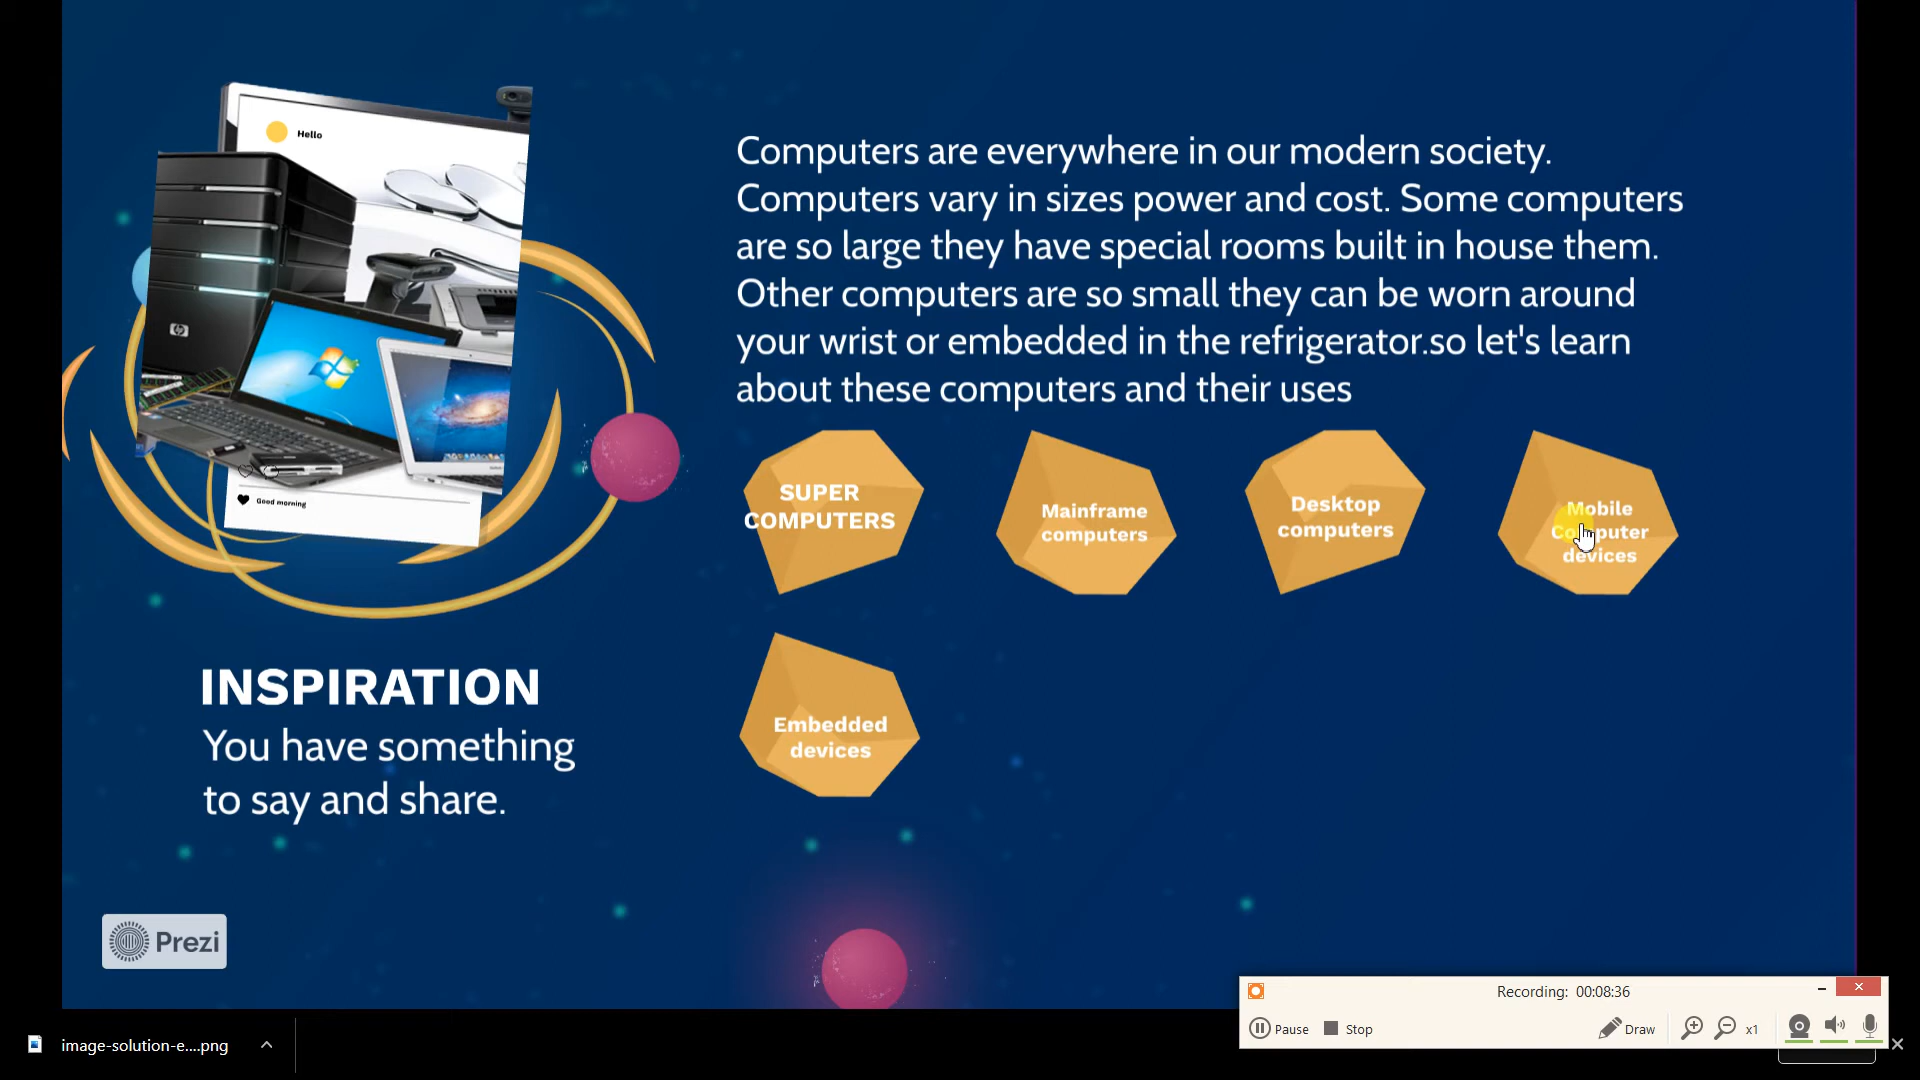 Hello
Good morning
INSPIRATION
You have something
to say and share.
Computers are everywhere in our modern society.
Computers vary in sizes power and cost. Some computers
are so large they have special rooms built in house them.
Other computers are so small they can be worn around
your wrist or embedded in the refrigerator.so let's learn
about these computers and their uses
SUPER
COMPUTERS
Mainframe
computers
Desktop
computers
Mobile
Computer
devices
Embedded
devices
Prezi
Recording: 00:08:36
Pause
Stop
Draw
x1
image-solution-e....png